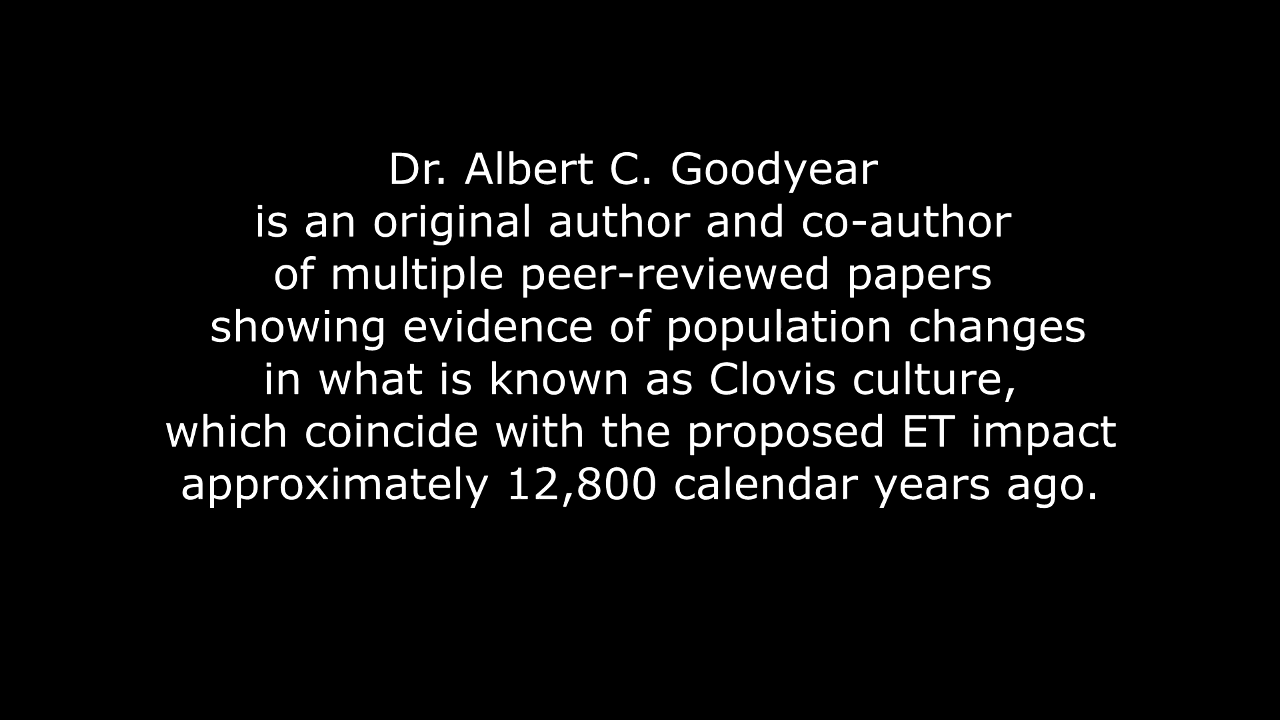 Dr. Albert C. Goodyear
is an original author and co-author
of multiple peer-reviewed papers
showing evidence of population changes
in what is known as Clovis culture,
which coincide with the proposed ET impact
approximately 12,800 calendar years ago.